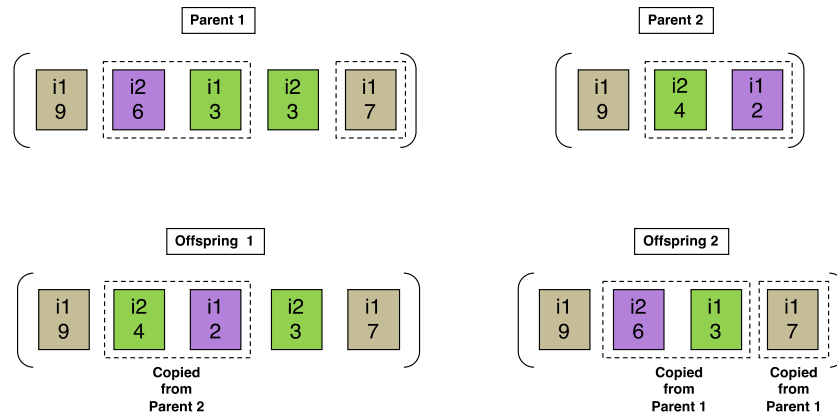 Parent 1
Parent 2
i1 i2 i1 i2 i1
9 6 3 3 7
i1 i2 i1
9 4 2
Offspring 1
Offspring 2
i1 i2 i1 i2 i1
9 4 2 3 7
i1 i2 i1 i1
9 6 3 7
Copied
from
Parent 2
Copied
from
Parent 1
Copied
from
Parent 1